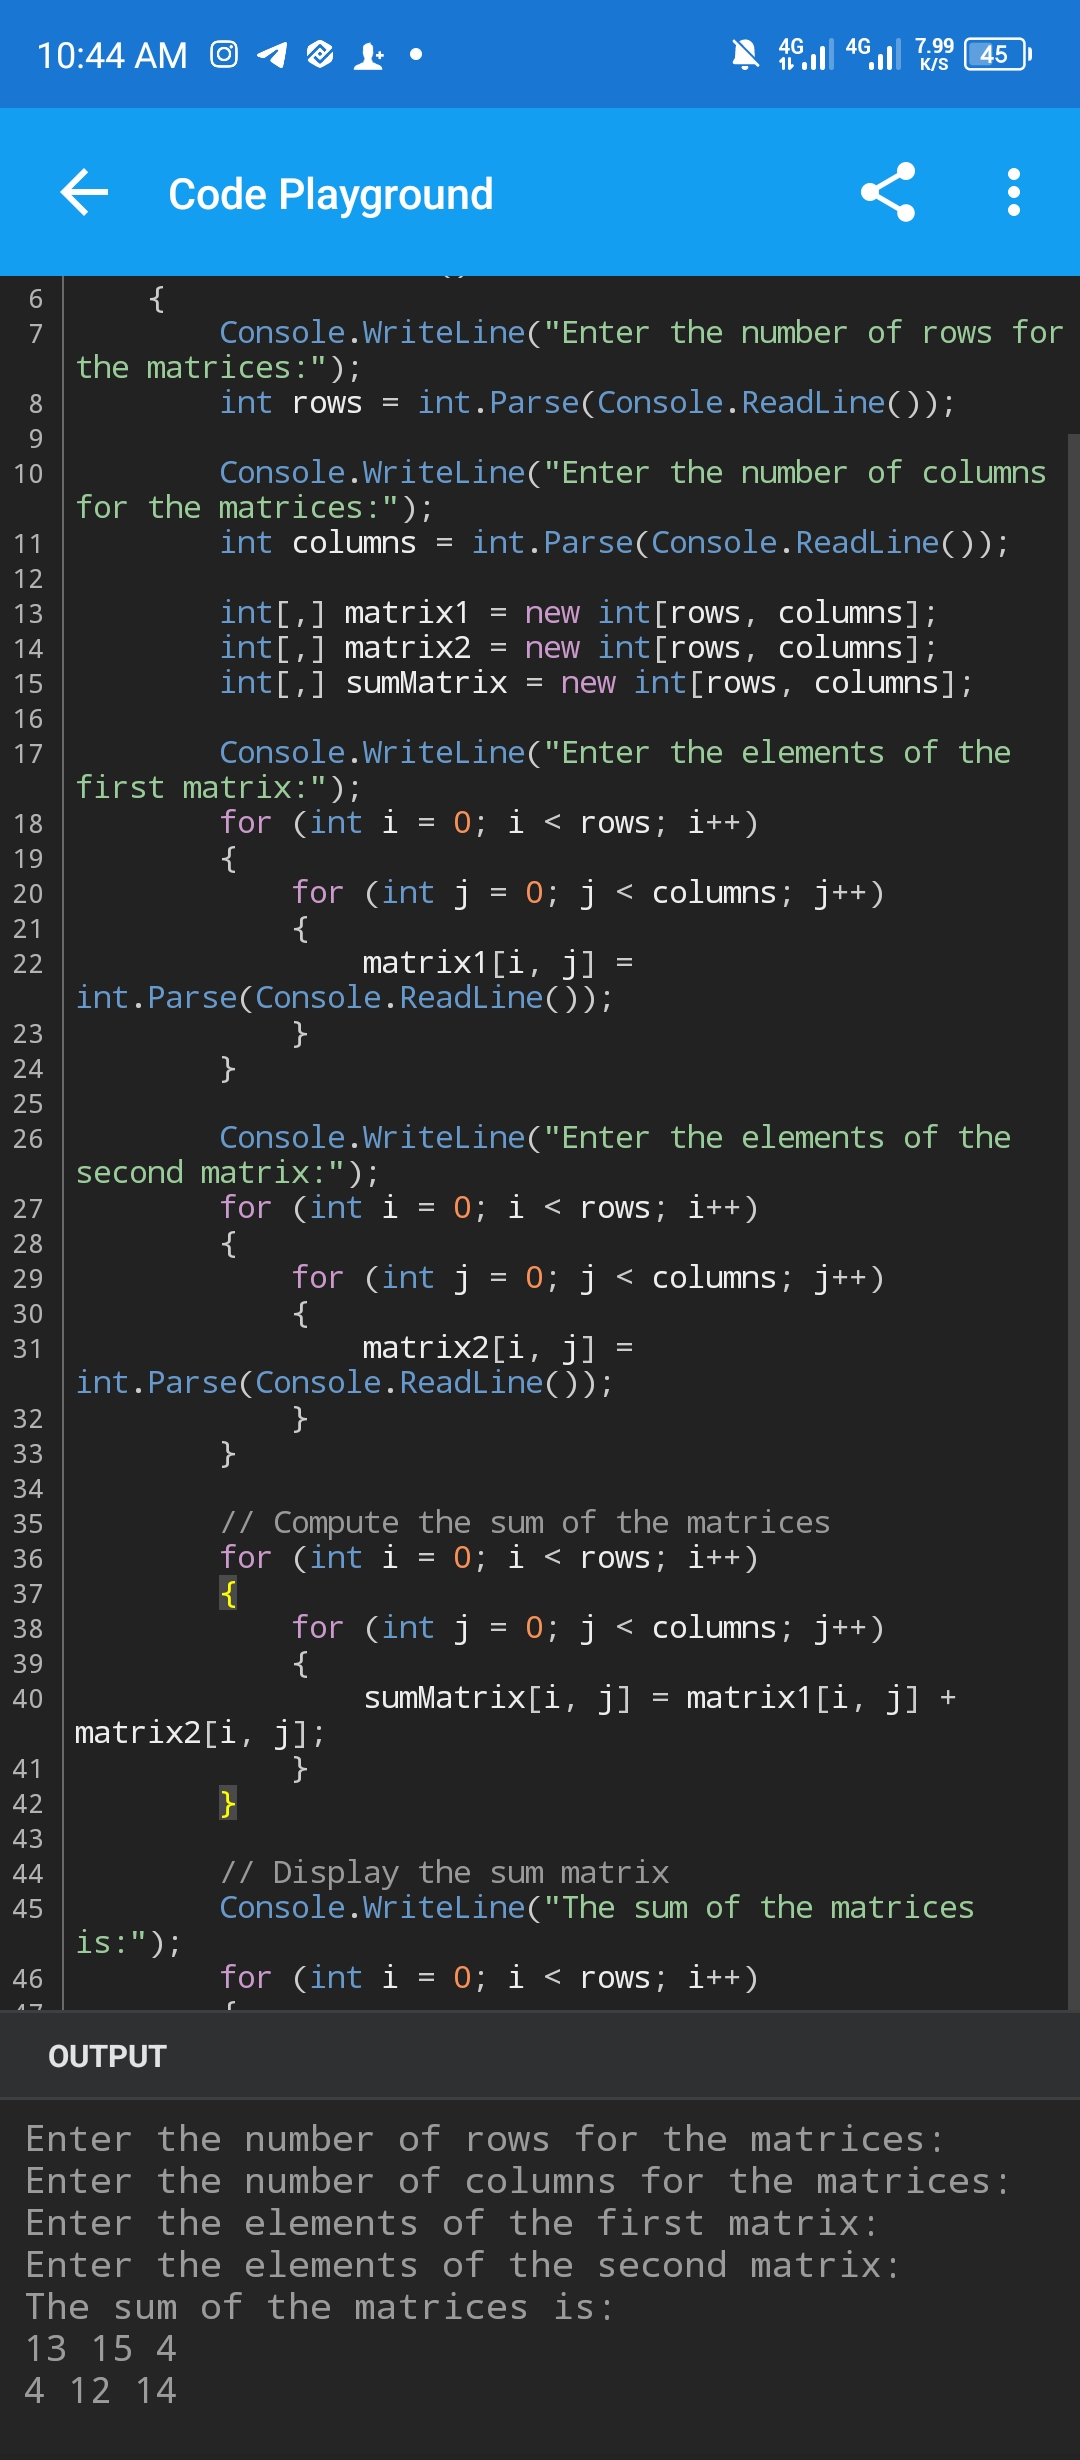 10:44 AM 4G 4G 7.99 K/S 45
Code Playground
6     {
7         Console.WriteLine("Enter the number of rows for
the matrices:");
8         int rows = int.Parse(Console.ReadLine());
9
10         Console.WriteLine("Enter the number of columns
for the matrices:");
11         int columns = int.Parse(Console.ReadLine());
12
13         int[,] matrix1 = new int[rows, columns];
14         int[,] matrix2 = new int[rows, columns];
15         int[,] sumMatrix = new int[rows, columns];
16
17         Console.WriteLine("Enter the elements of the
first matrix:");
18         for (int i = 0; i < rows; i++)
19         {
20             for (int j = 0; j < columns; j++)
21             {
22                 matrix1[i, j] =
int.Parse(Console.ReadLine());
23             }
24         }
25
26         Console.WriteLine("Enter the elements of the
second matrix:");
27         for (int i = 0; i < rows; i++)
28         {
29             for (int j = 0; j < columns; j++)
30             {
31                 matrix2[i, j] =
int.Parse(Console.ReadLine());
32             }
33         }
34
35         // Compute the sum of the matrices
36         for (int i = 0; i < rows; i++)
37         {
38             for (int j = 0; j < columns; j++)
39             {
40                 sumMatrix[i, j] = matrix1[i, j] +
matrix2[i, j];
41             }
42         }
43
44         // Display the sum matrix
45         Console.WriteLine("The sum of the matrices
is:");
46         for (int i = 0; i < rows; i++)
47         {
OUTPUT
Enter the number of rows for the matrices:
Enter the number of columns for the matrices:
Enter the elements of the first matrix:
Enter the elements of the second matrix:
The sum of the matrices is:
13 15 4
4 12 14